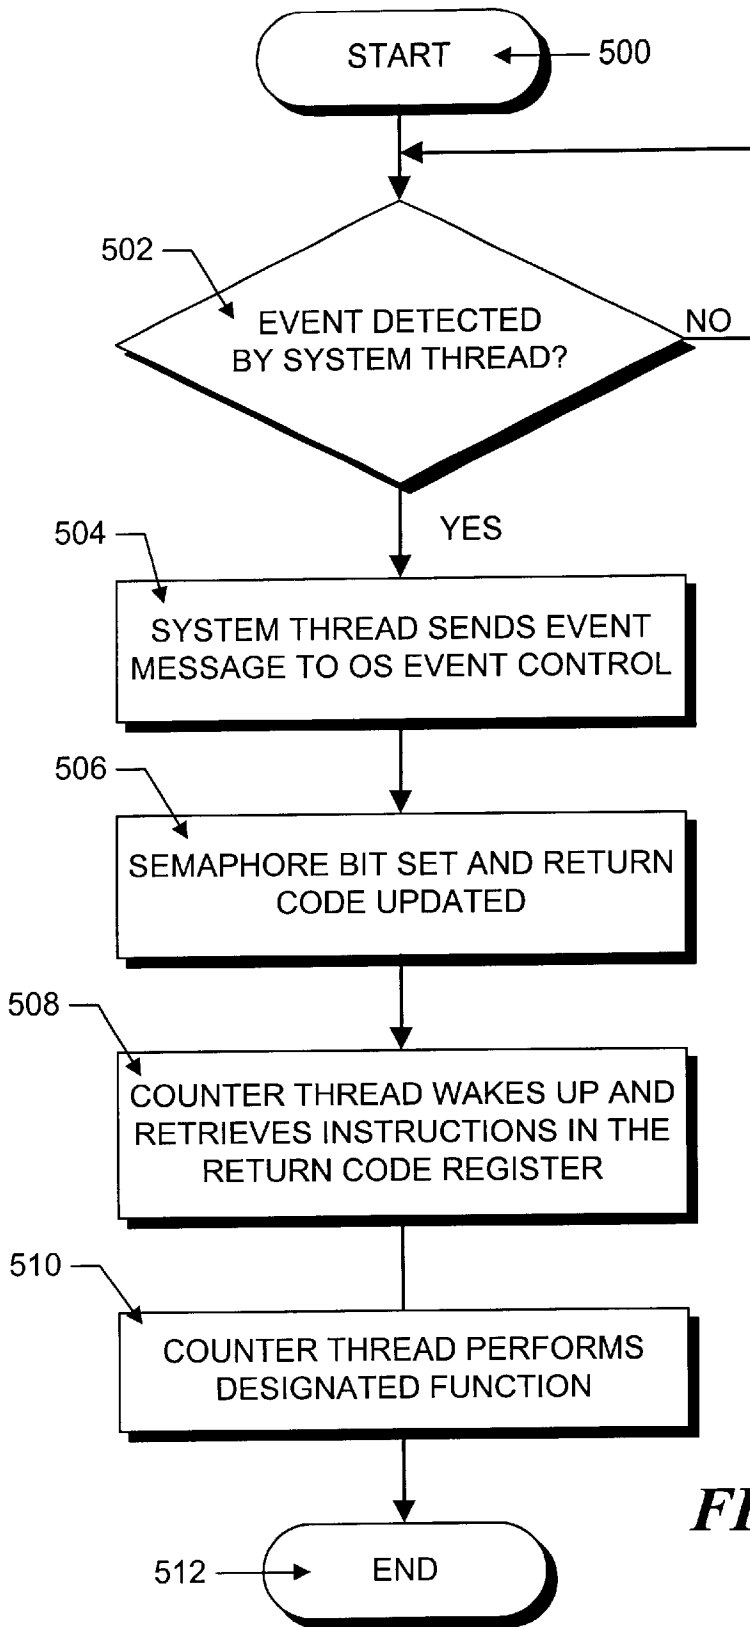 START
500
502
EVENT DETECTED
BY SYSTEM THREAD?
NO
YES
504
SYSTEM THREAD SENDS EVENT
MESSAGE TO OS EVENT CONTROL
506
SEMAPHORE BIT SET AND RETURN
CODE UPDATED
508
COUNTER THREAD WAKES UP AND
RETRIEVES INSTRUCTIONS IN THE
RETURN CODE REGISTER
510
COUNTER THREAD PERFORMS
DESIGNATED FUNCTION
512
END